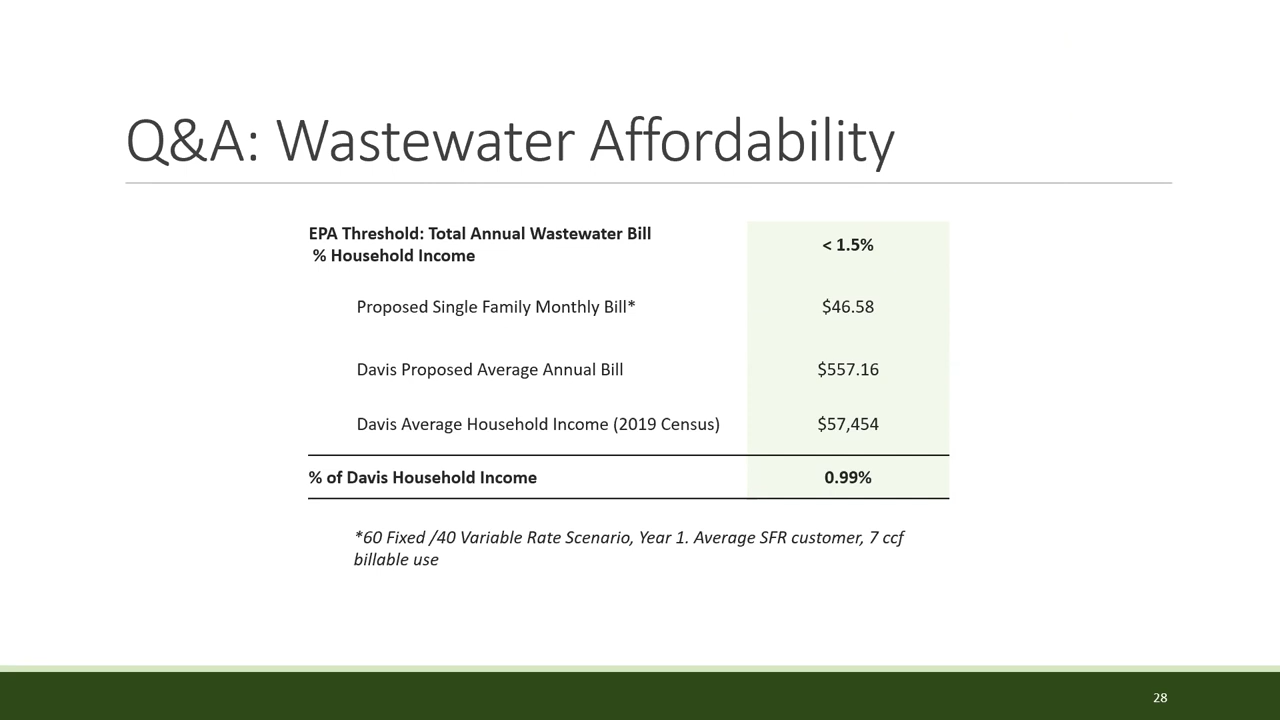 Q&A: Wastewater Affordability
EPA Threshold: Total Annual Wastewater Bill
% Household Income
< 1.5%
Proposed Single Family Monthly Bill*
$46.58
Davis Proposed Average Annual Bill
$557.16
Davis Average Household Income (2019 Census)
$57,454
% of Davis Household Income
0.99%
*60 Fixed /40 Variable Rate Scenario, Year 1. Average SFR customer, 7 ccf
billable use
28